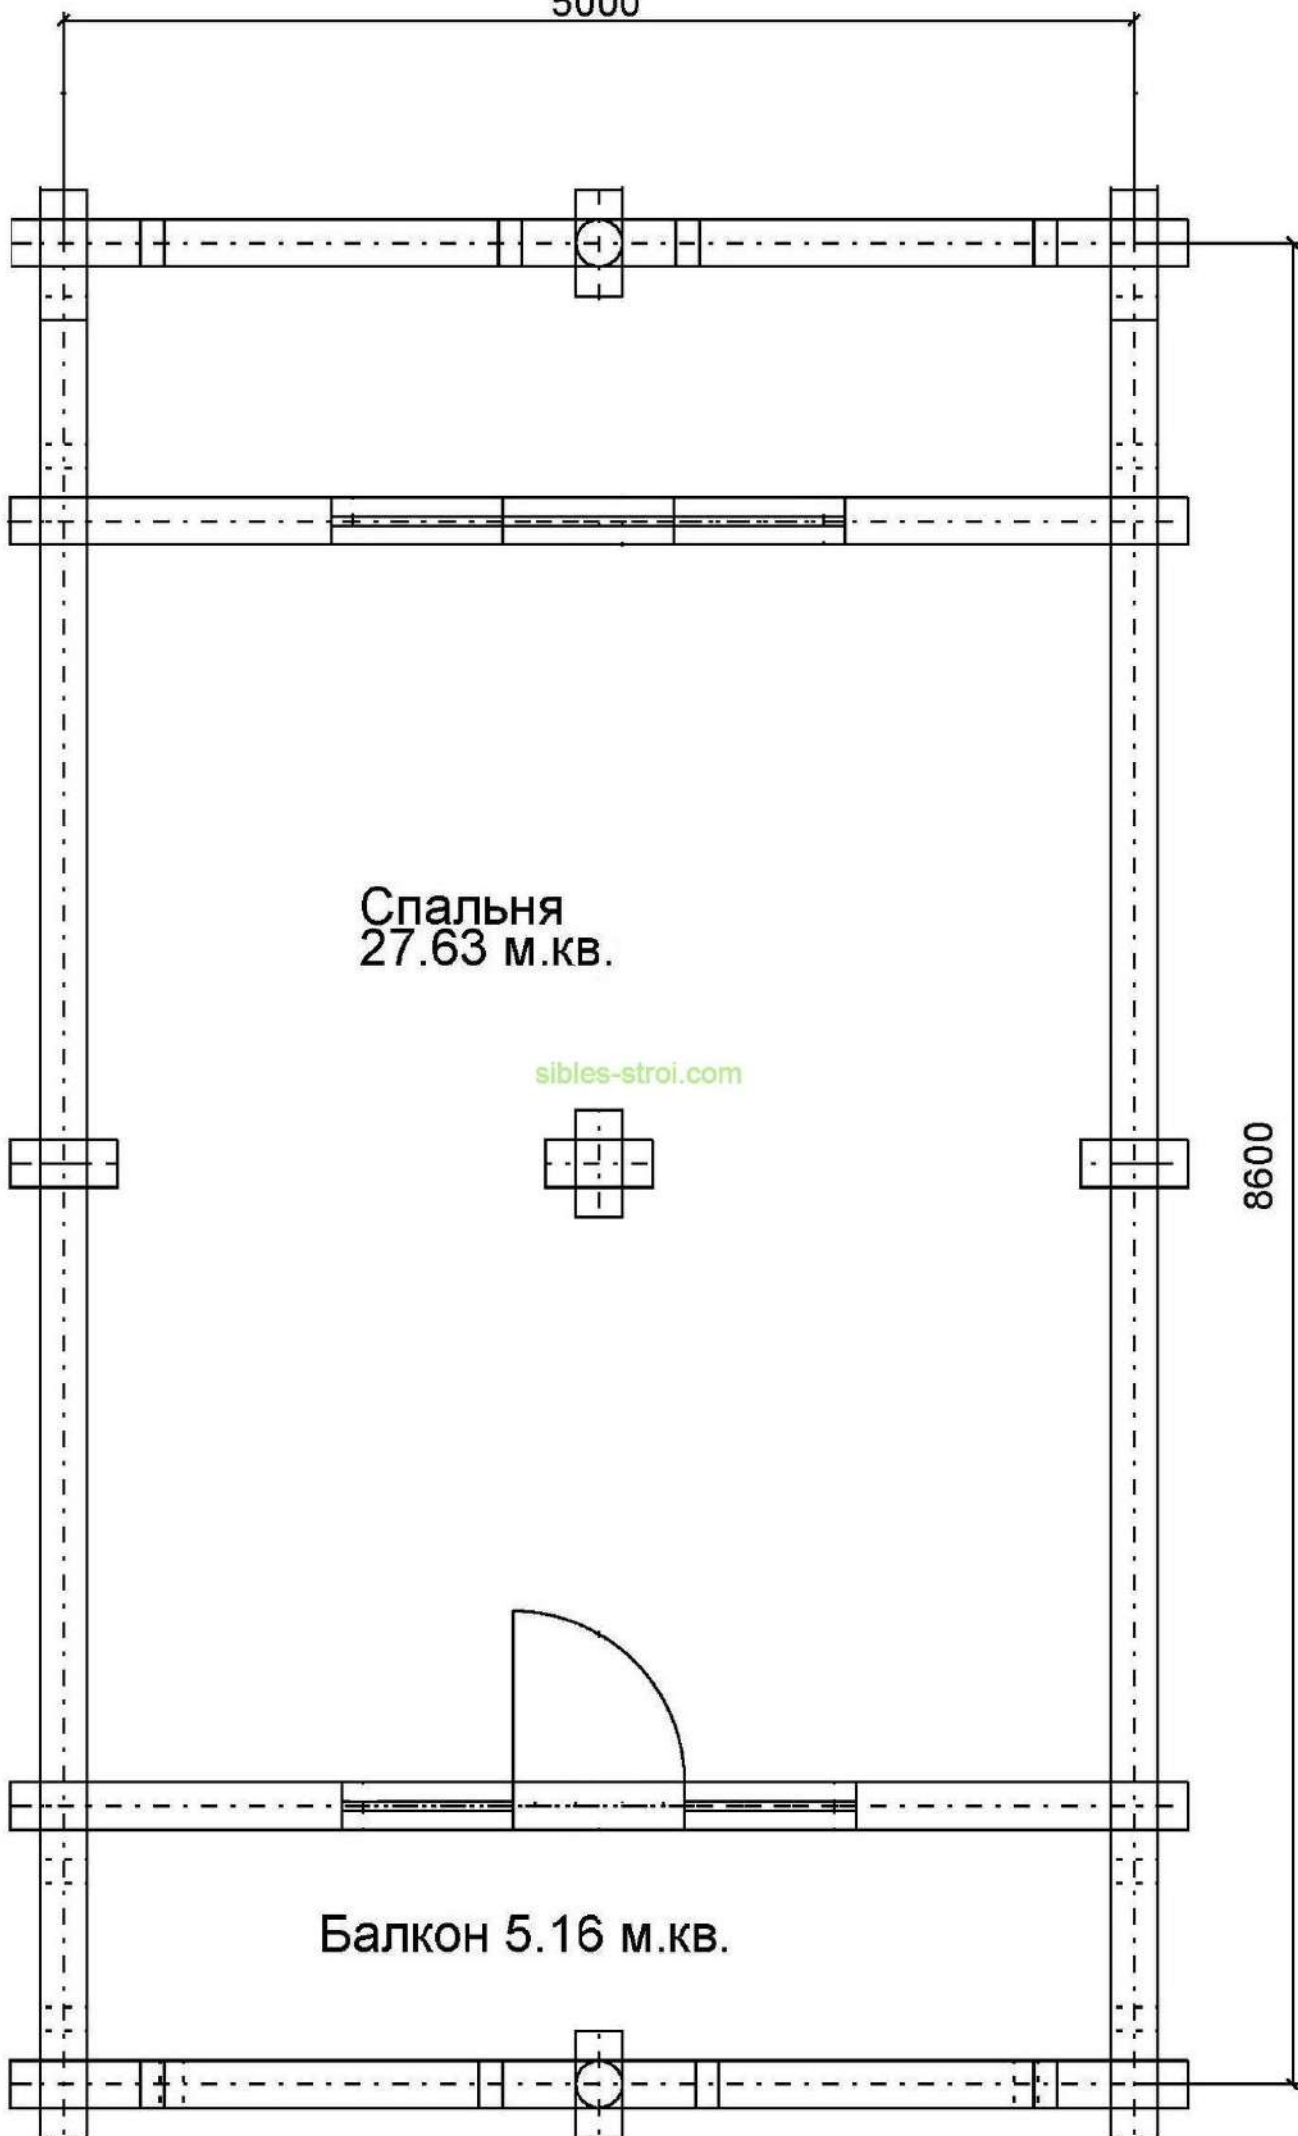 5000
Спальня
27.63 м.кв.
sibles-stroi.com
8600
Балкон 5.16 м.кв.